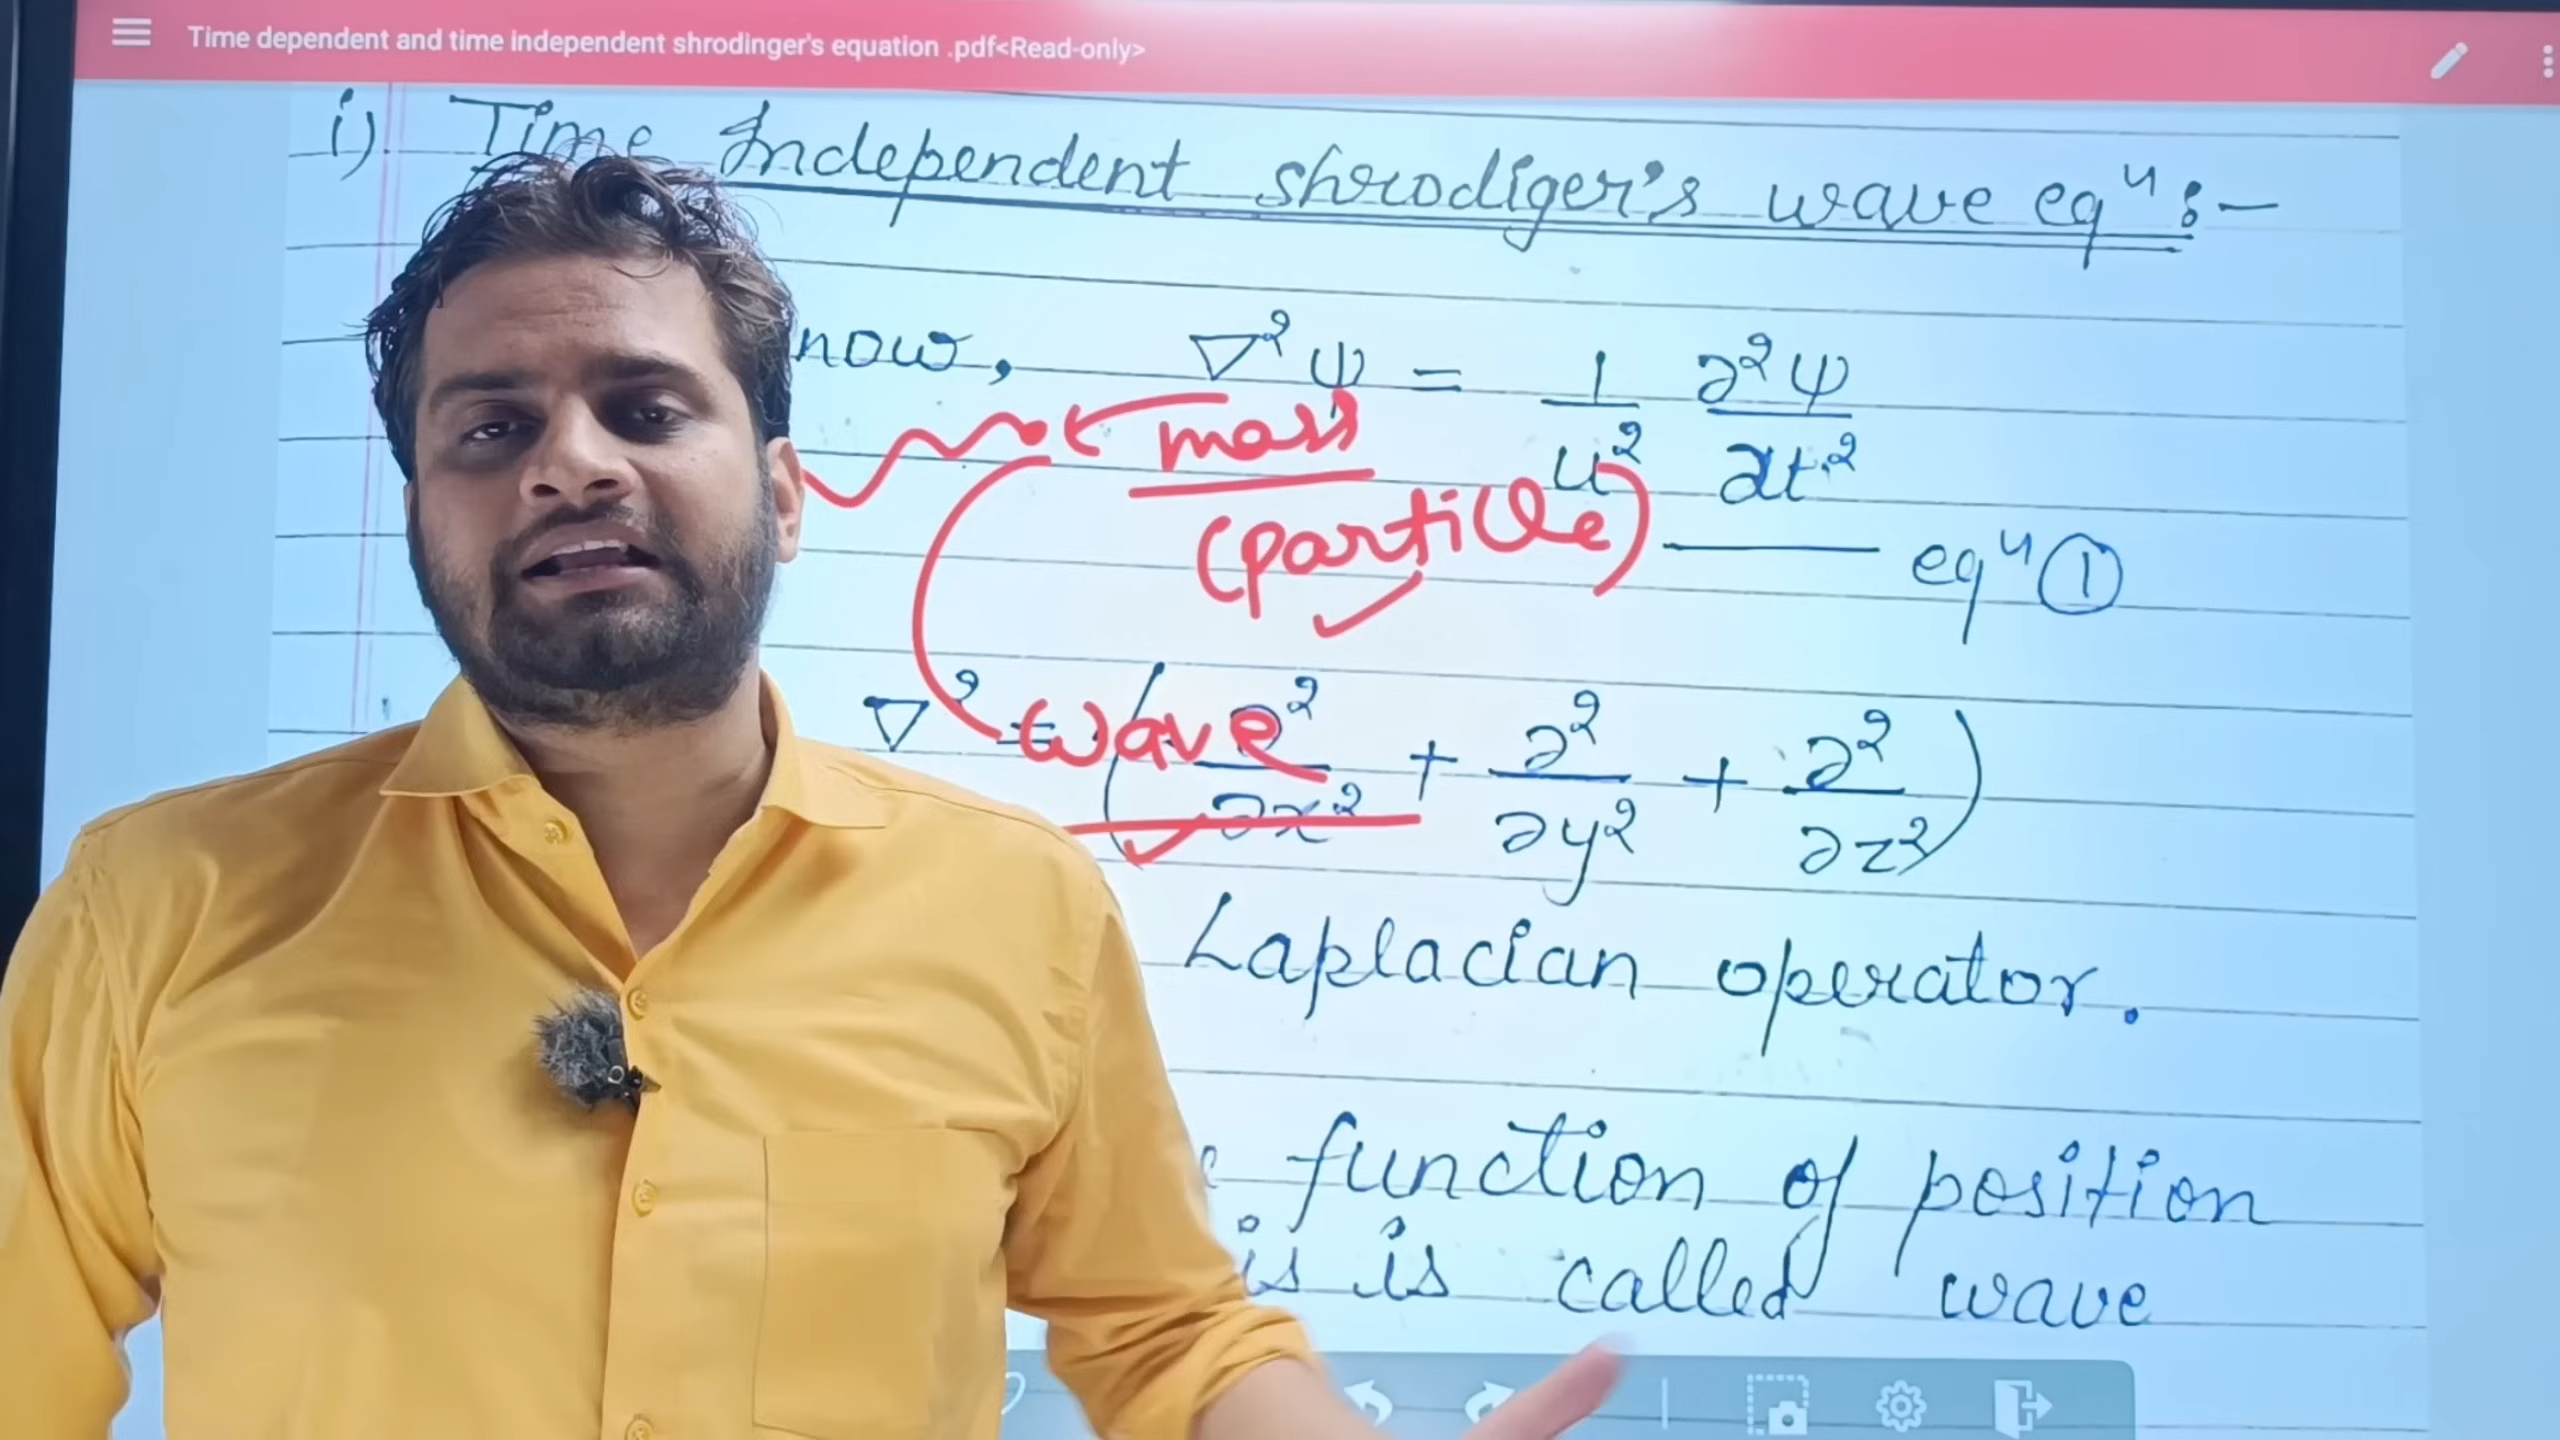 Time dependent and time independent shrodinger's equation .pdf<Read-only>
i) Time Independent shrodiger's wave eqⁿ :-
now, ∇²ψ = 1/u² ∂²ψ/∂t²
mass
(particle)
eqⁿ ①
∇² = (∂²/∂x² + ∂²/∂y² + ∂²/∂z²)
wave
Laplacian operator.
function of position
is is called wave